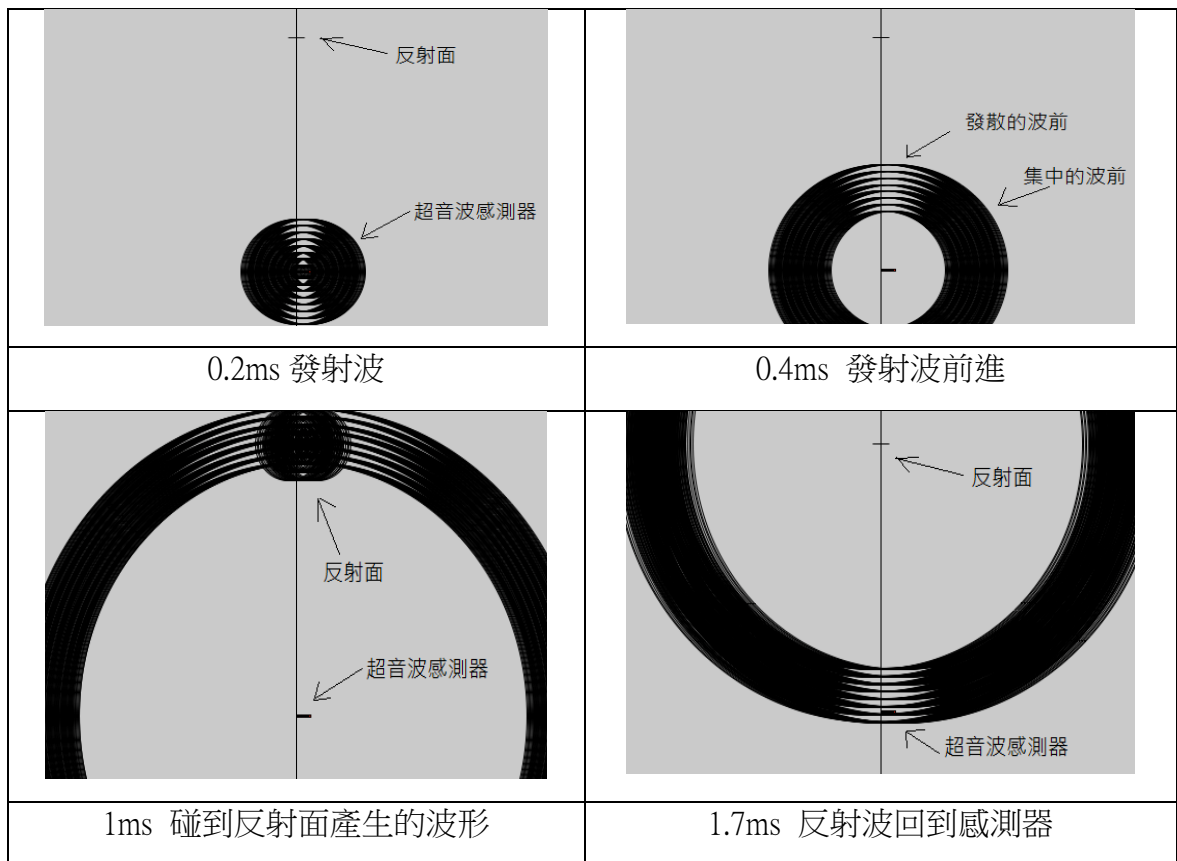 反射面
超音波感測器
發散的波前
集中的波前
0.2ms 發射波
0.4ms 發射波前進
反射面
超音波感測器
反射面
超音波感測器
1ms 碰到反射面產生的波形
1.7ms 反射波回到感測器